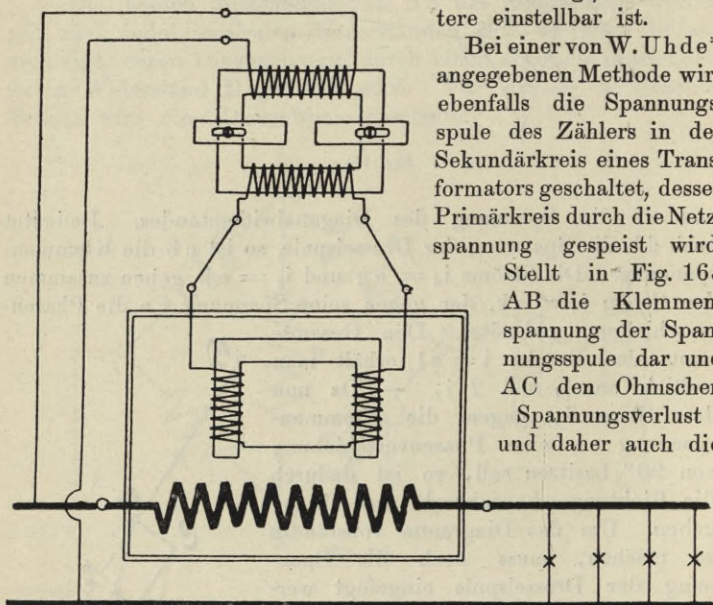 tere einstellbar ist.
Bei einer von W. Uhde
angegebenen Methode wir
ebenfalls die Spannungs
spule des Zählers in de
Sekundärkreis eines Trans
formators geschaltet, desse
Primärkreis durch die Netz
spannung gespeist wird
Stellt in Fig. 16
AB die Klemmen
spannung der Span
nungsspule dar und
AC den Ohmschen
Spannungsverlust
und daher auch die